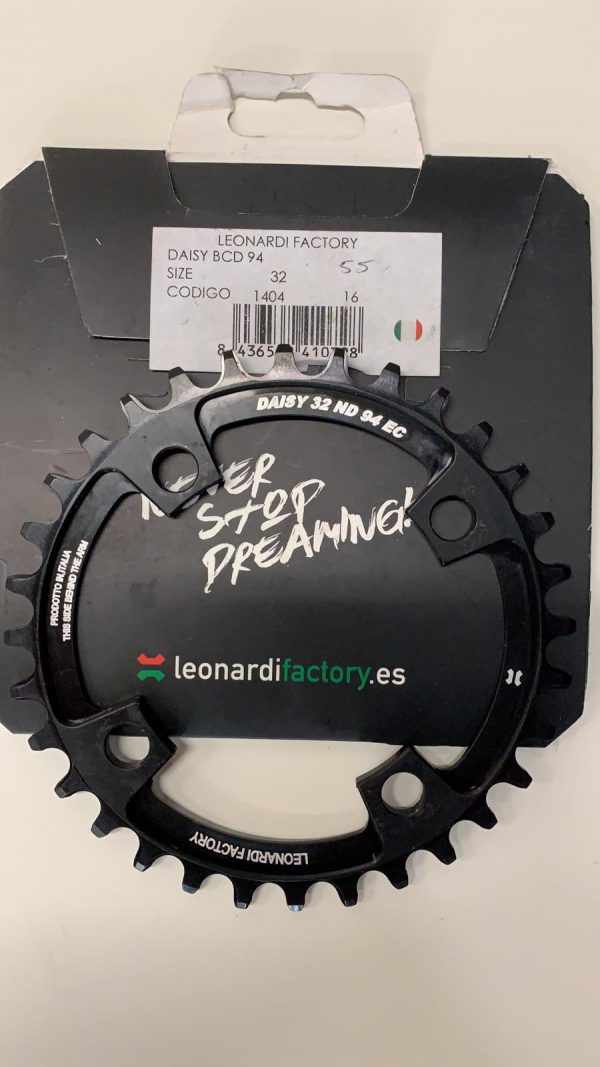 LEONARDI FACTORY
DAISY BCD 94
SIZE 32 55
CODIGO 1404 16
DAISY 32 ND 94 EC
NEVER
STOP
DREAMING!
PRODOTTO IN ITALIA
THIS SIDE BEHIND THE ARM
leonardifactory.es
LEONARDI FACTORY